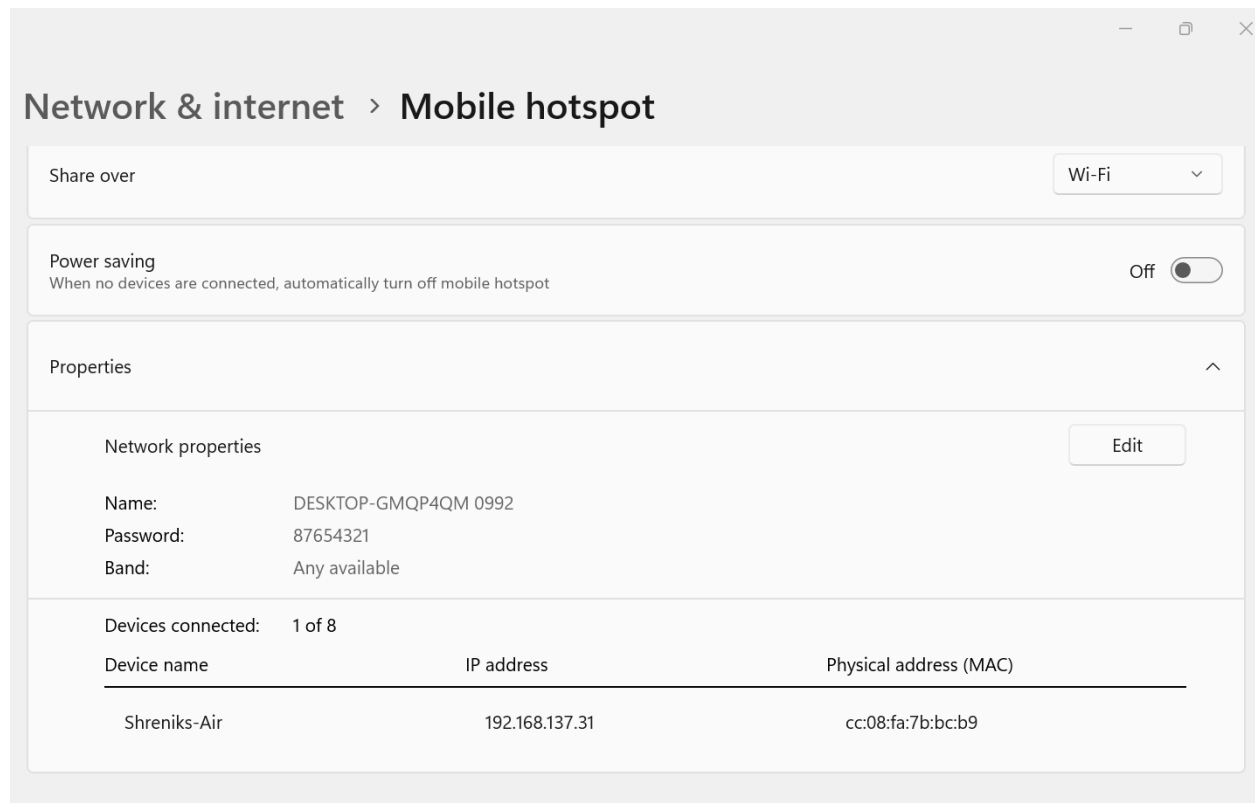 Network & internet > Mobile hotspot
Share over Wi-Fi
Power saving
When no devices are connected, automatically turn off mobile hotspot
Off
Properties
Network properties Edit
Name: DESKTOP-GMQP4QM 0992
Password: 87654321
Band: Any available
Devices connected: 1 of 8
Device name IP address Physical address (MAC)
Shreniks-Air 192.168.137.31 cc:08:fa:7b:bc:b9